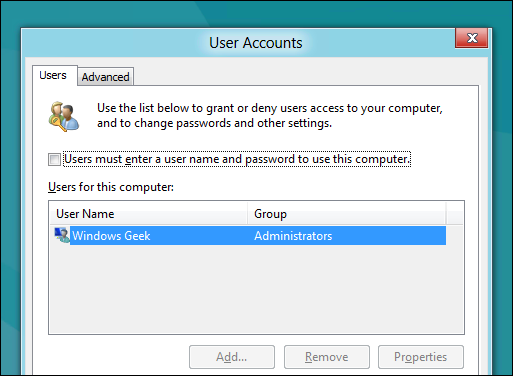 User Accounts
Users Advanced
Use the list below to grant or deny users access to your computer,
and to change passwords and other settings.
Users must enter a user name and password to use this computer.
Users for this computer:
User Name Group
Windows Geek Administrators
Add... Remove Properties